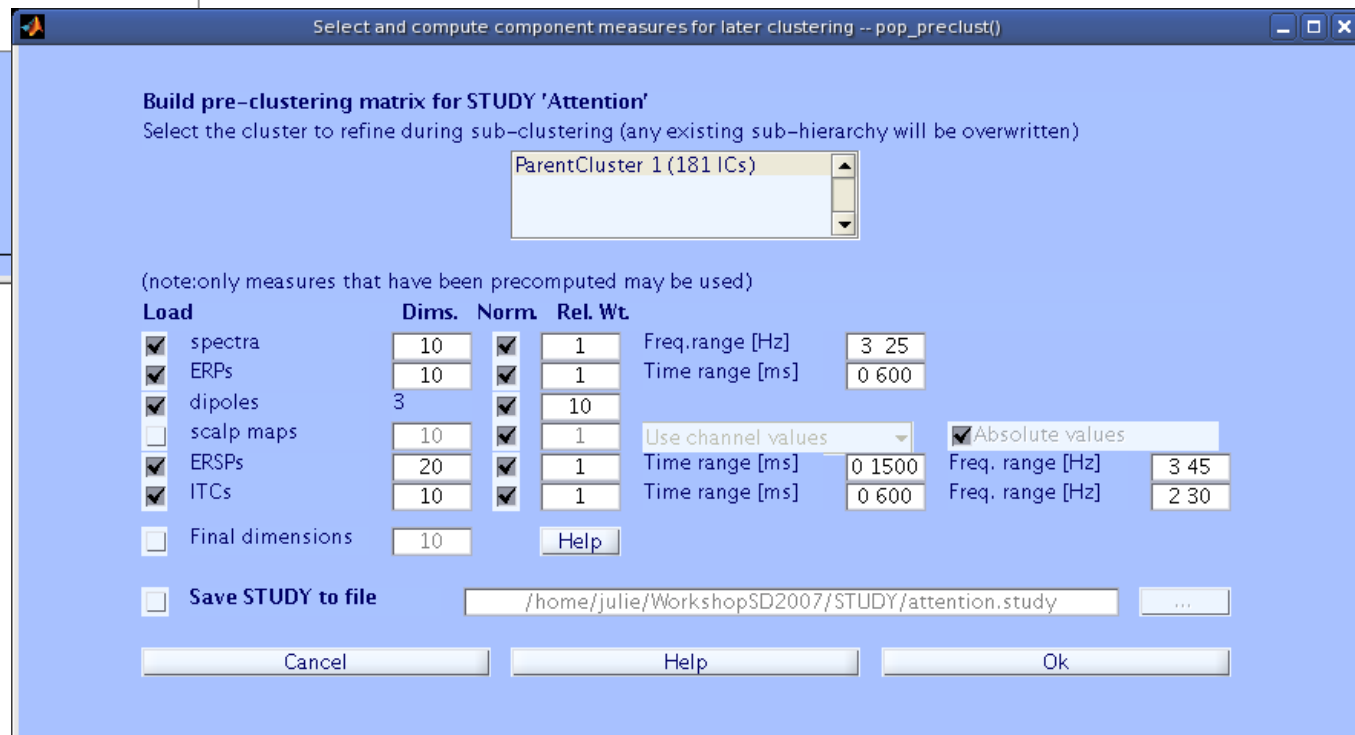 Select and compute component measures for later clustering -- pop_preclust()
Build pre-clustering matrix for STUDY 'Attention'
Select the cluster to refine during sub-clustering (any existing sub-hierarchy will be overwritten)
ParentCluster 1 (181 ICs)
(note:only measures that have been precomputed may be used)
Load Dims. Norm. Rel. Wt.
spectra 10 1 Freq.range [Hz] 3 25
ERPs 10 1 Time range [ms] 0 600
dipoles 3 10
scalp maps 10 1 Use channel values Absolute values
ERSPs 20 1 Time range [ms] 0 1500 Freq. range [Hz] 3 45
ITCs 10 1 Time range [ms] 0 600 Freq. range [Hz] 2 30
Final dimensions 10 Help
Save STUDY to file /home/julie/WorkshopSD2007/STUDY/attention.study ...
Cancel Help Ok